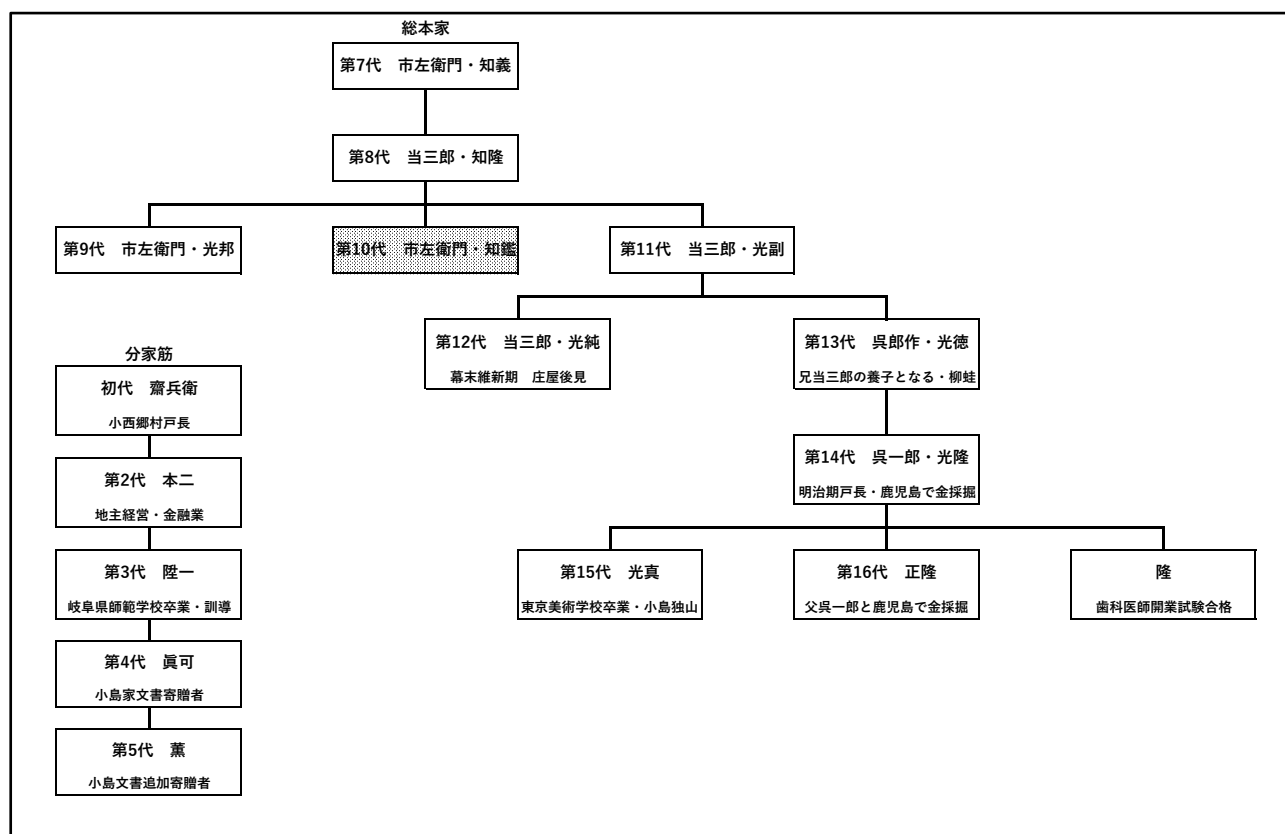 総本家
第7代　市左衛門・知義
第8代　当三郎・知隆
第9代　市左衛門・光邦
第10代　市左衛門・知鑑
第11代　当三郎・光副
第12代　当三郎・光純
幕末維新期　庄屋後見
第13代　呉郎作・光徳
兄当三郎の養子となる・柳蛙
第14代　呉一郎・光隆
明治期戸長・鹿児島で金採掘
第15代　光真
東京美術学校卒業・小島独山
第16代　正隆
父呉一郎と鹿児島で金採掘
隆
歯科医師開業試験合格
分家筋
初代　齋兵衛
小西郷村戸長
第2代　本二
地主経営・金融業
第3代　陞一
岐阜県師範学校卒業・訓導
第4代　眞可
小島家文書寄贈者
第5代　薫
小島文書追加寄贈者